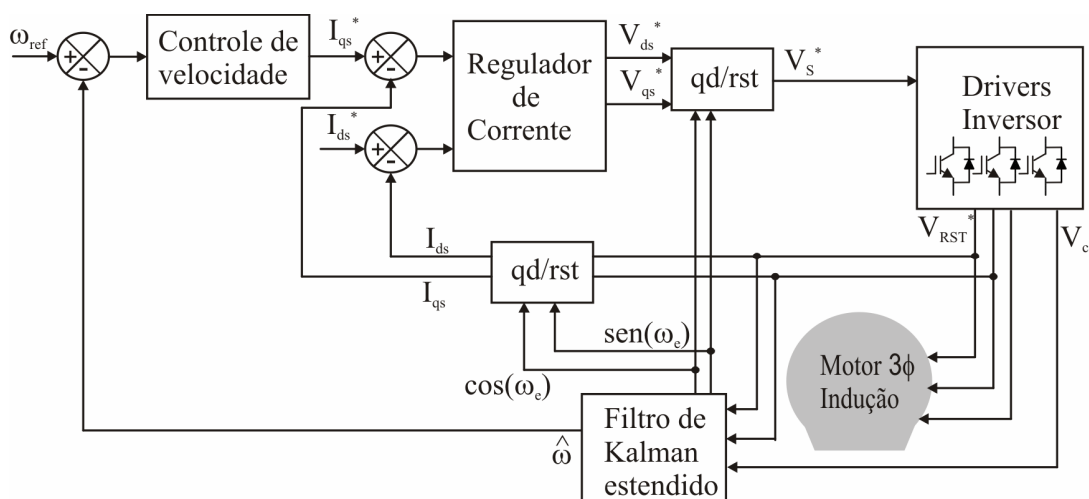 ω_ref
+
-
Controle de
velocidade
I_qs*
+
-
I_ds*
+
-
Regulador
de
Corrente
V_ds*
V_qs*
qd/rst
V_S*
Drivers
Inversor
V_RST*
V_c
I_ds
I_qs
qd/rst
sen(ω_e)
cos(ω_e)
Motor 3ϕ
Indução
ω̂
Filtro de
Kalman
estendido